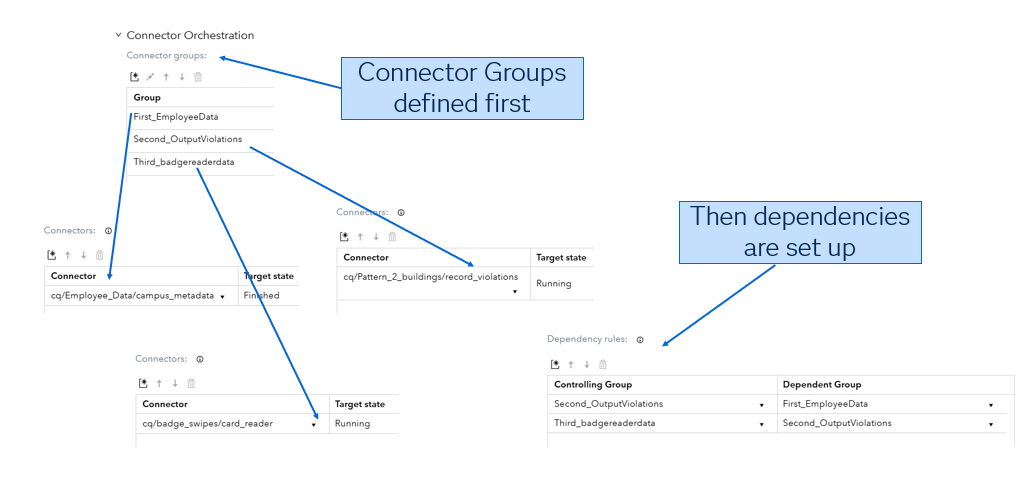 Connector Orchestration
Connector groups:
Connector Groups
defined first
Group
First_EmployeeData
Second_OutputViolations
Third_badgereaderdata
Connectors:
Connector Target state
cq/Employee_Data/campus_metadata Finished
Connectors:
Connector Target state
cq/Pattern_2_buildings/record_violations Running
Then dependencies
are set up
Connectors:
Connector Target state
cq/badge_swipes/card_reader Running
Dependency rules:
Controlling Group Dependent Group
Second_OutputViolations First_EmployeeData
Third_badgereaderdata Second_OutputViolations